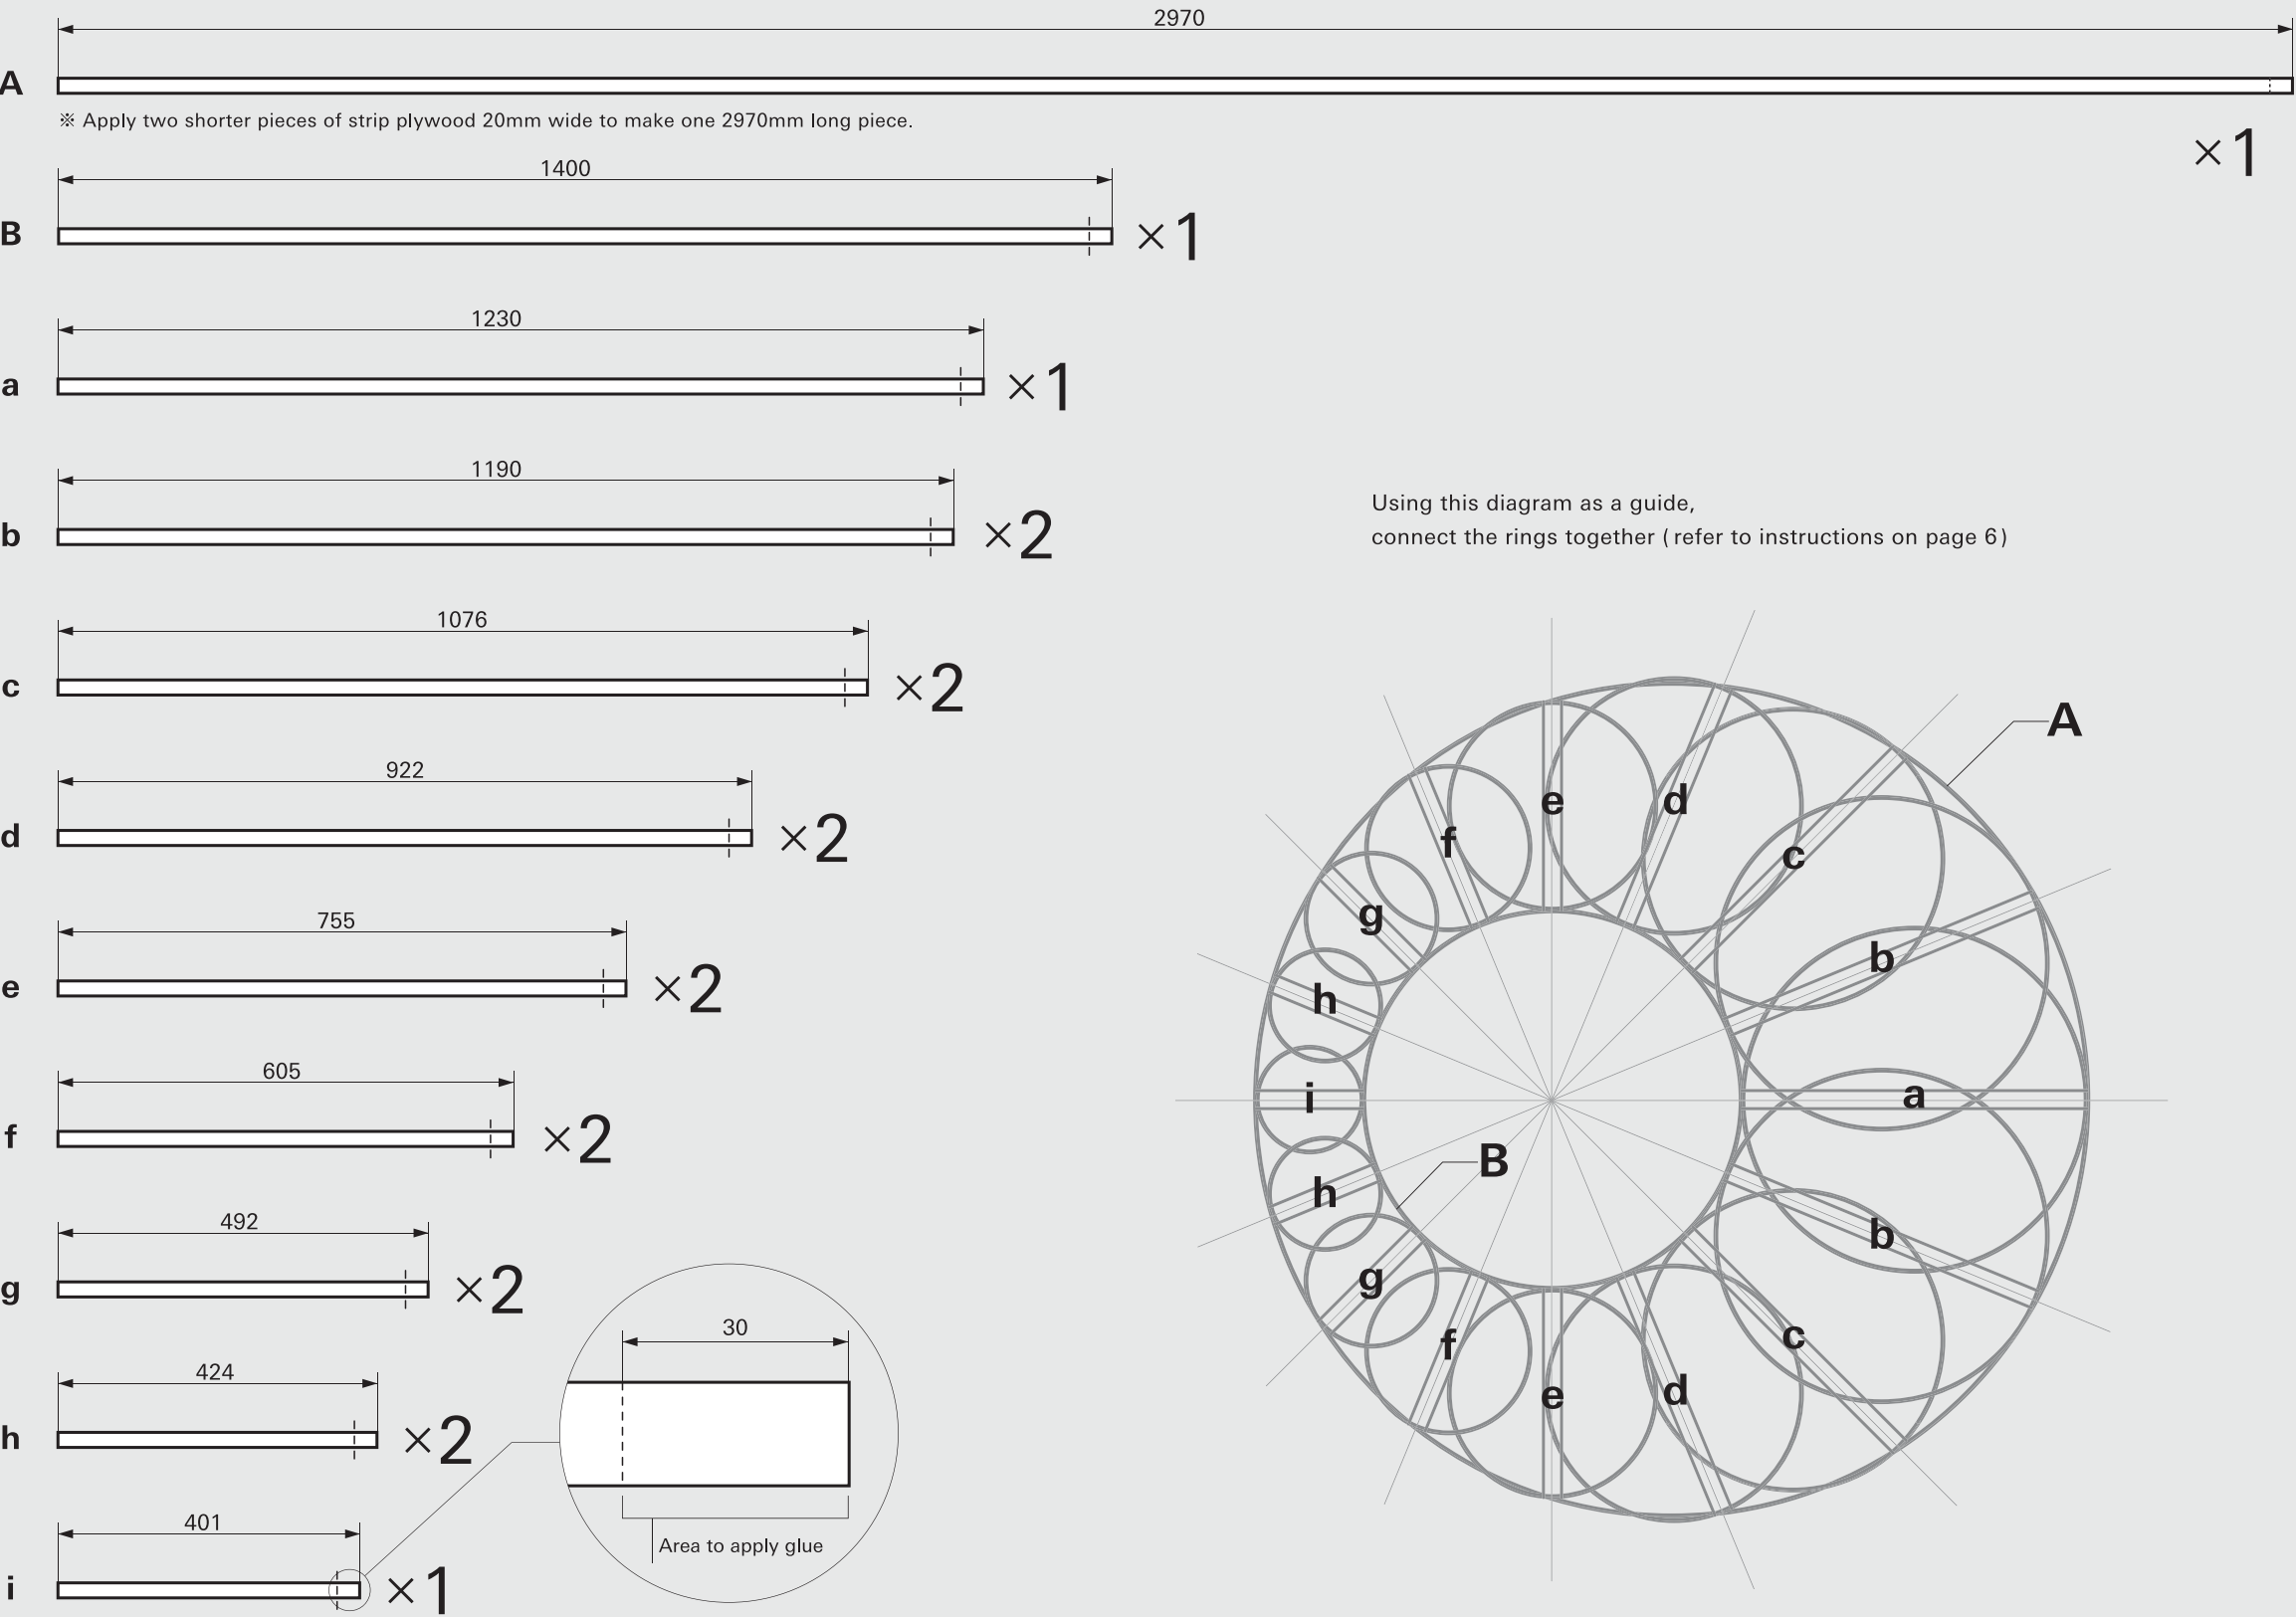 2970
A
※ Apply two shorter pieces of strip plywood 20mm wide to make one 2970mm long piece.
×1
1400
B
×1
1230
a
×1
1190
b
×2
Using this diagram as a guide,
connect the rings together (refer to instructions on page 6)
1076
c
×2
922
d
×2
755
e
×2
605
f
×2
492
g
×2
424
h
×2
401
i
×1
30
Area to apply glue
A
e
d
f
c
g
b
h
i
a
B
h
b
g
f
c
e
d